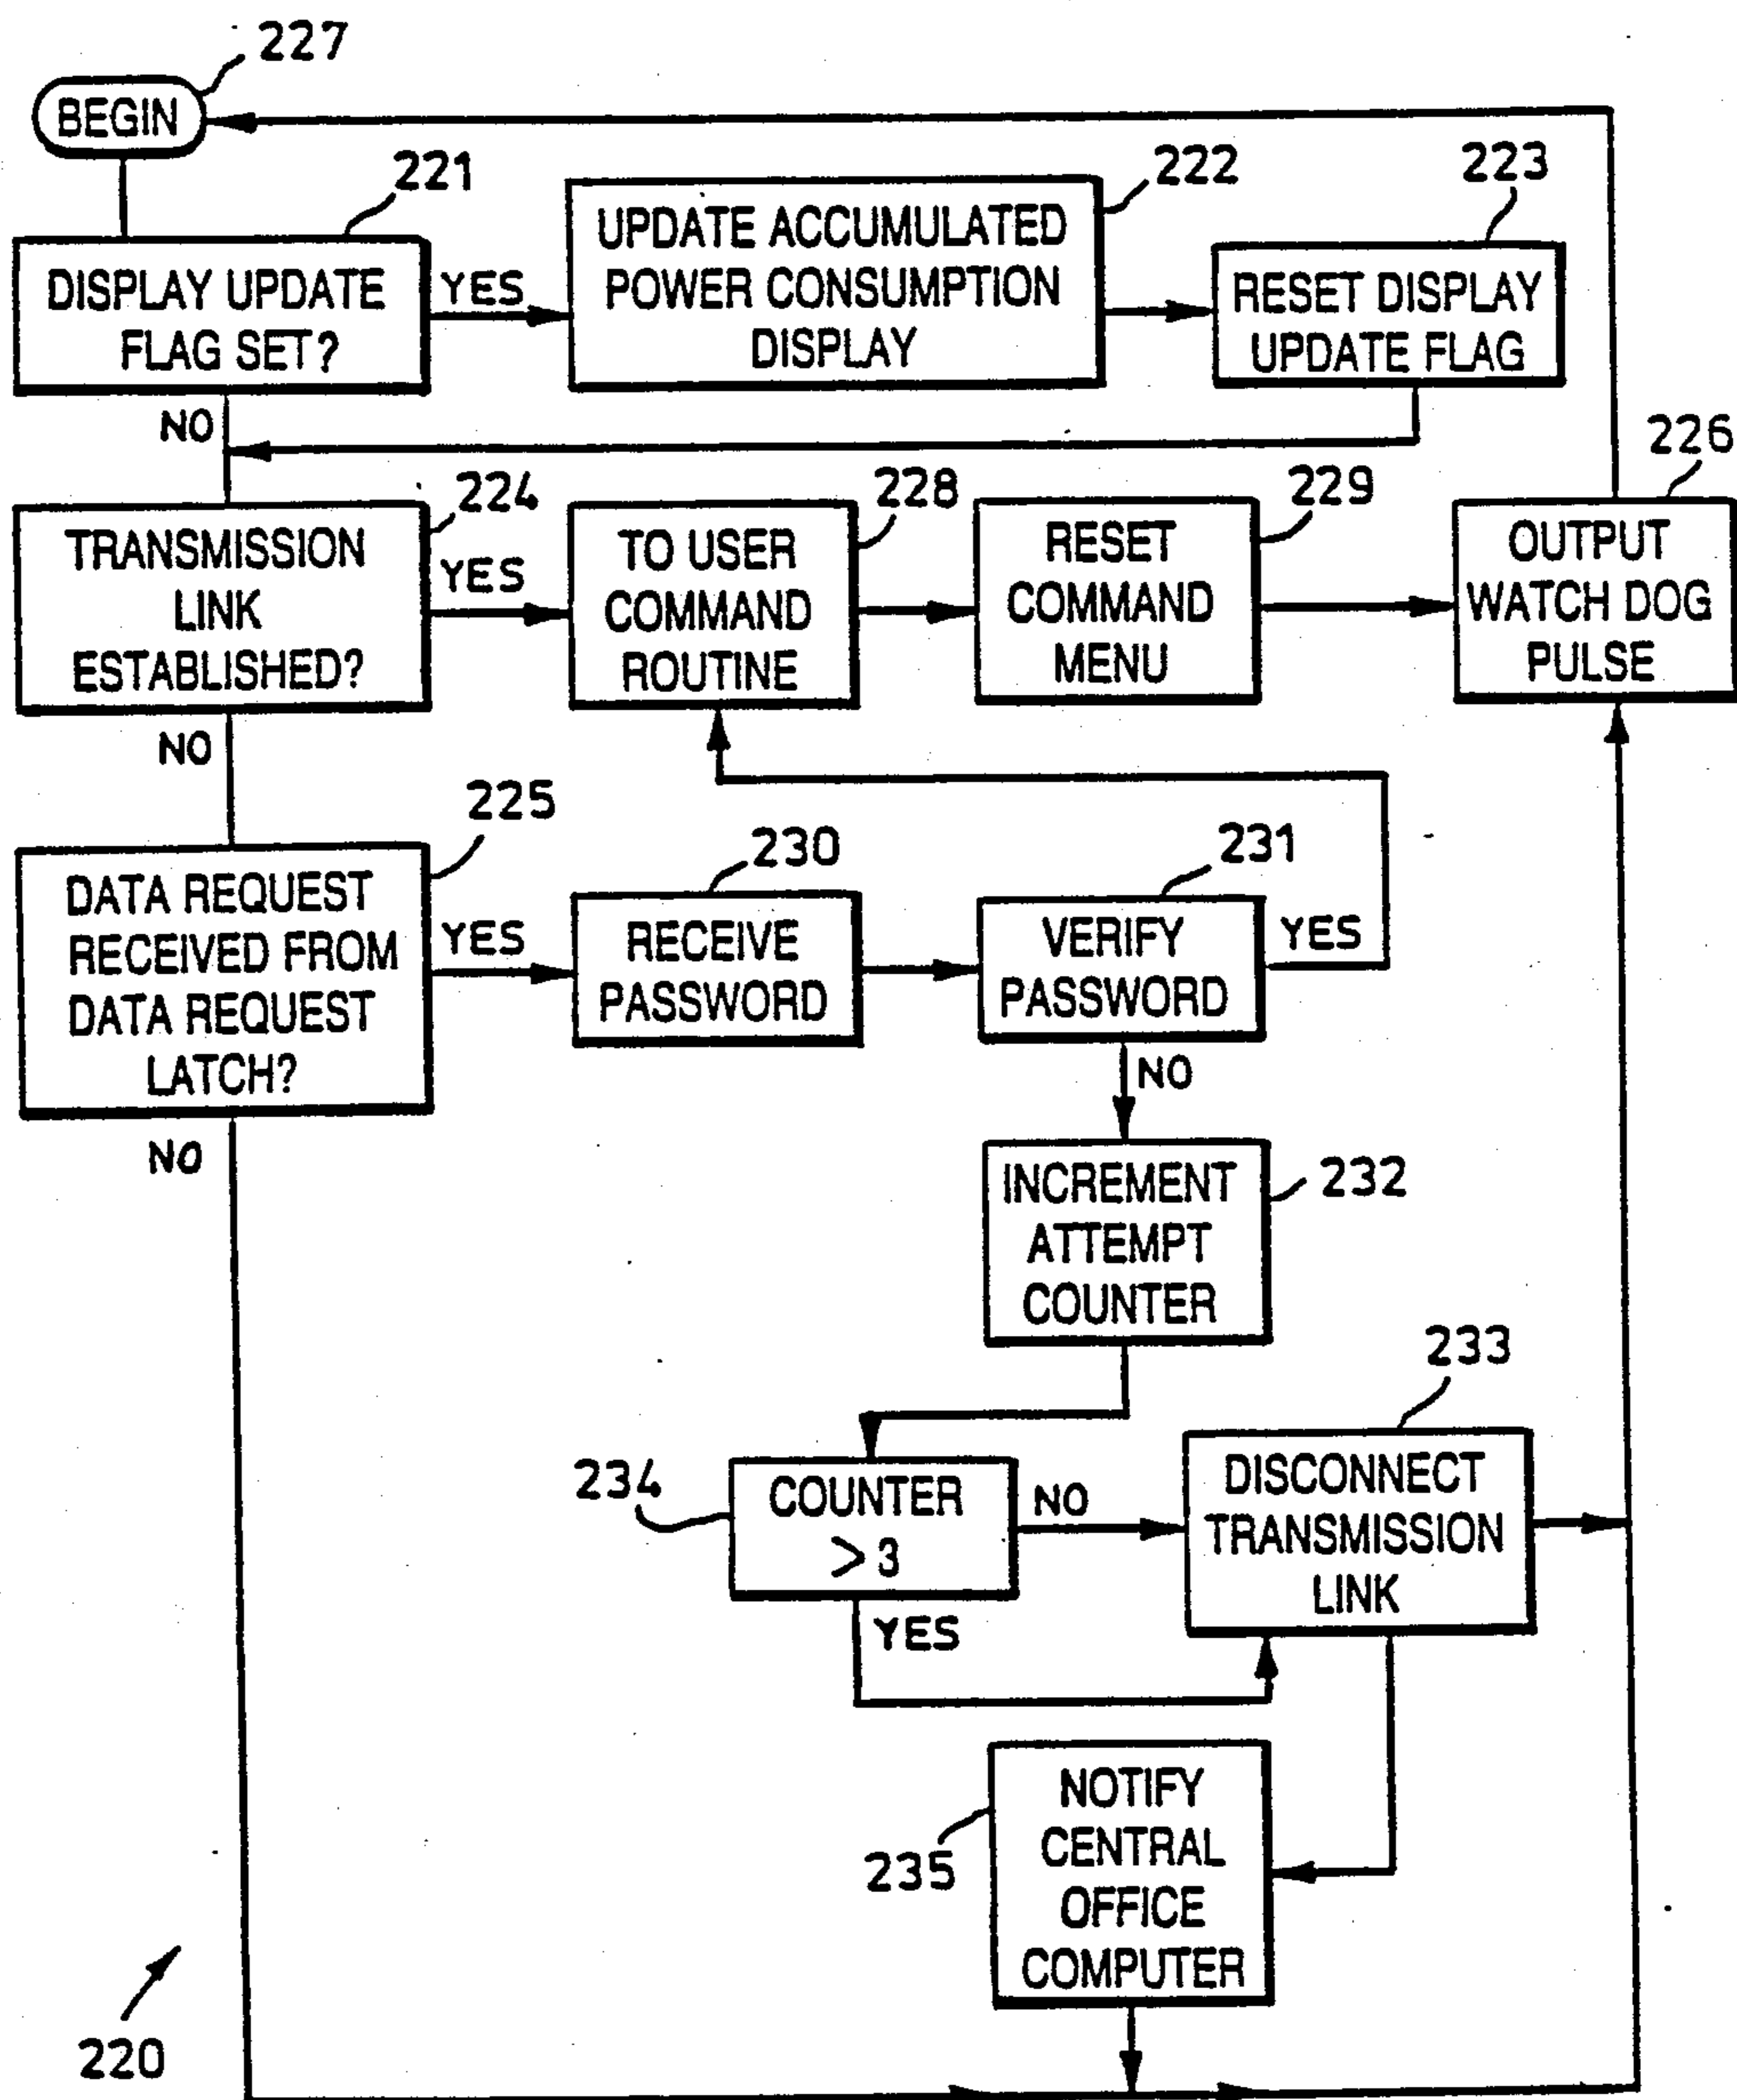 227
BEGIN
221
222
223
DISPLAY UPDATE
FLAG SET?
YES
UPDATE ACCUMULATED
POWER CONSUMPTION
DISPLAY
RESET DISPLAY
UPDATE FLAG
NO
224
228
229
226
TRANSMISSION
LINK
ESTABLISHED?
YES
TO USER
COMMAND
ROUTINE
RESET
COMMAND
MENU
OUTPUT
WATCH DOG
PULSE
NO
225
230
231
DATA REQUEST
RECEIVED FROM
DATA REQUEST
LATCH?
YES
RECEIVE
PASSWORD
VERIFY
PASSWORD
YES
NO
NO
INCREMENT
ATTEMPT
COUNTER
232
233
234
COUNTER
> 3
NO
DISCONNECT
TRANSMISSION
LINK
YES
NOTIFY
CENTRAL
OFFICE
COMPUTER
235
220